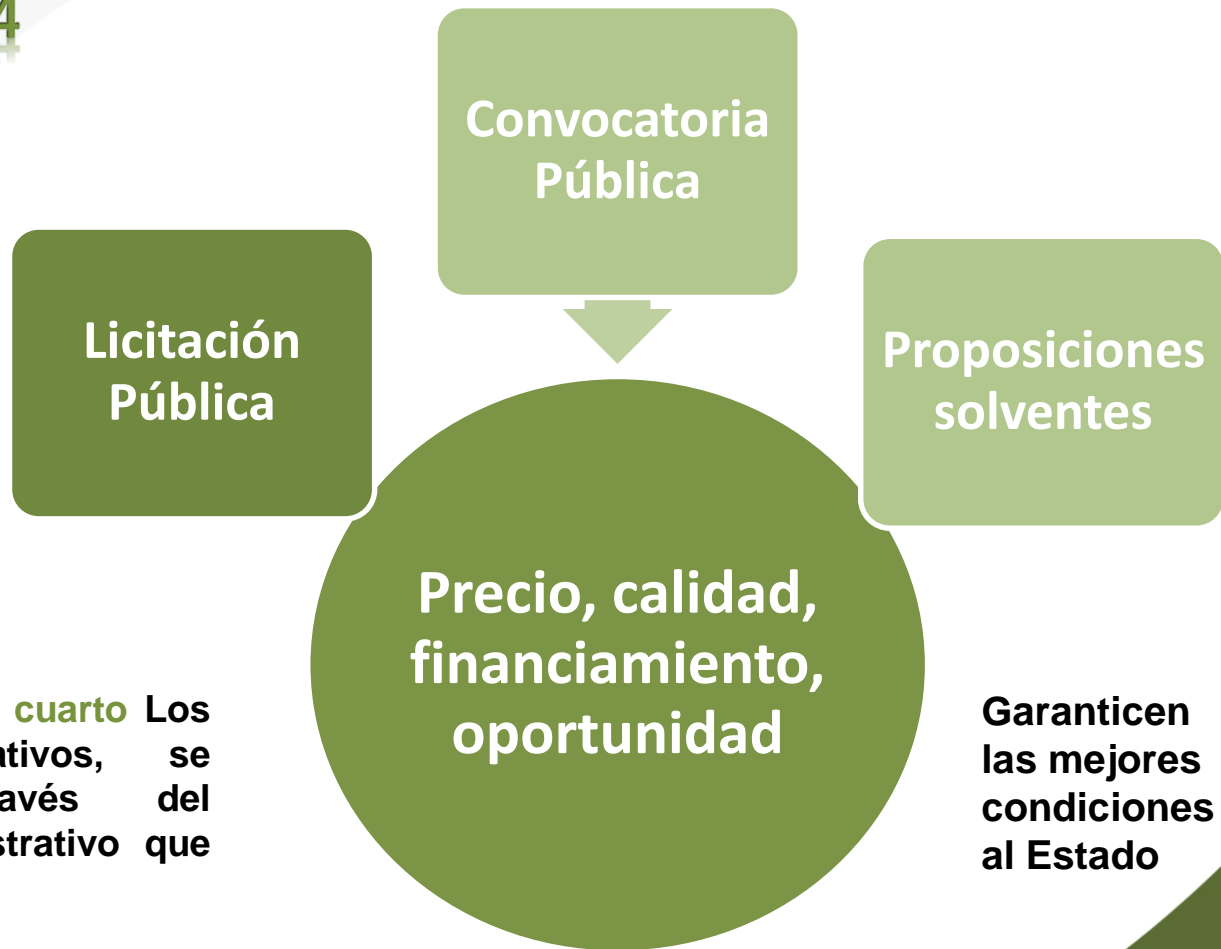 4
Convocatoria
Pública
Licitación
Pública
Proposiciones
solventes
Precio, calidad,
financiamiento,
oportunidad
cuarto Los
se
del
que
Garanticen
las mejores
condiciones
al Estado